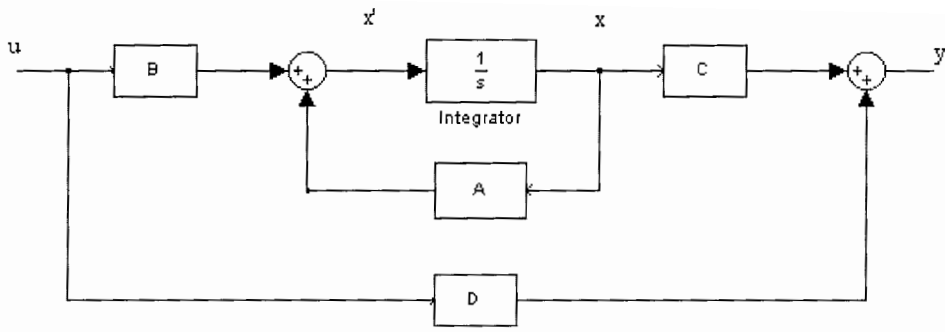 x' x
u B + + 1/s C + + y
Integrator
A
D